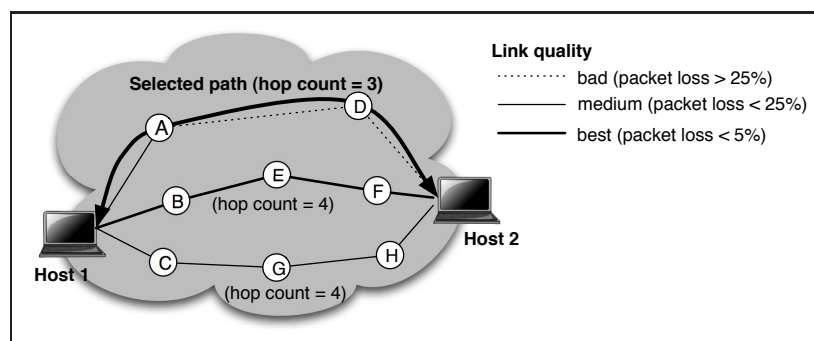 Selected path (hop count = 3)
A
D
B
E
F
(hop count = 4)
Host 1
Host 2
C
G
H
(hop count = 4)
Link quality
bad (packet loss > 25%)
medium (packet loss < 25%)
best (packet loss < 5%)